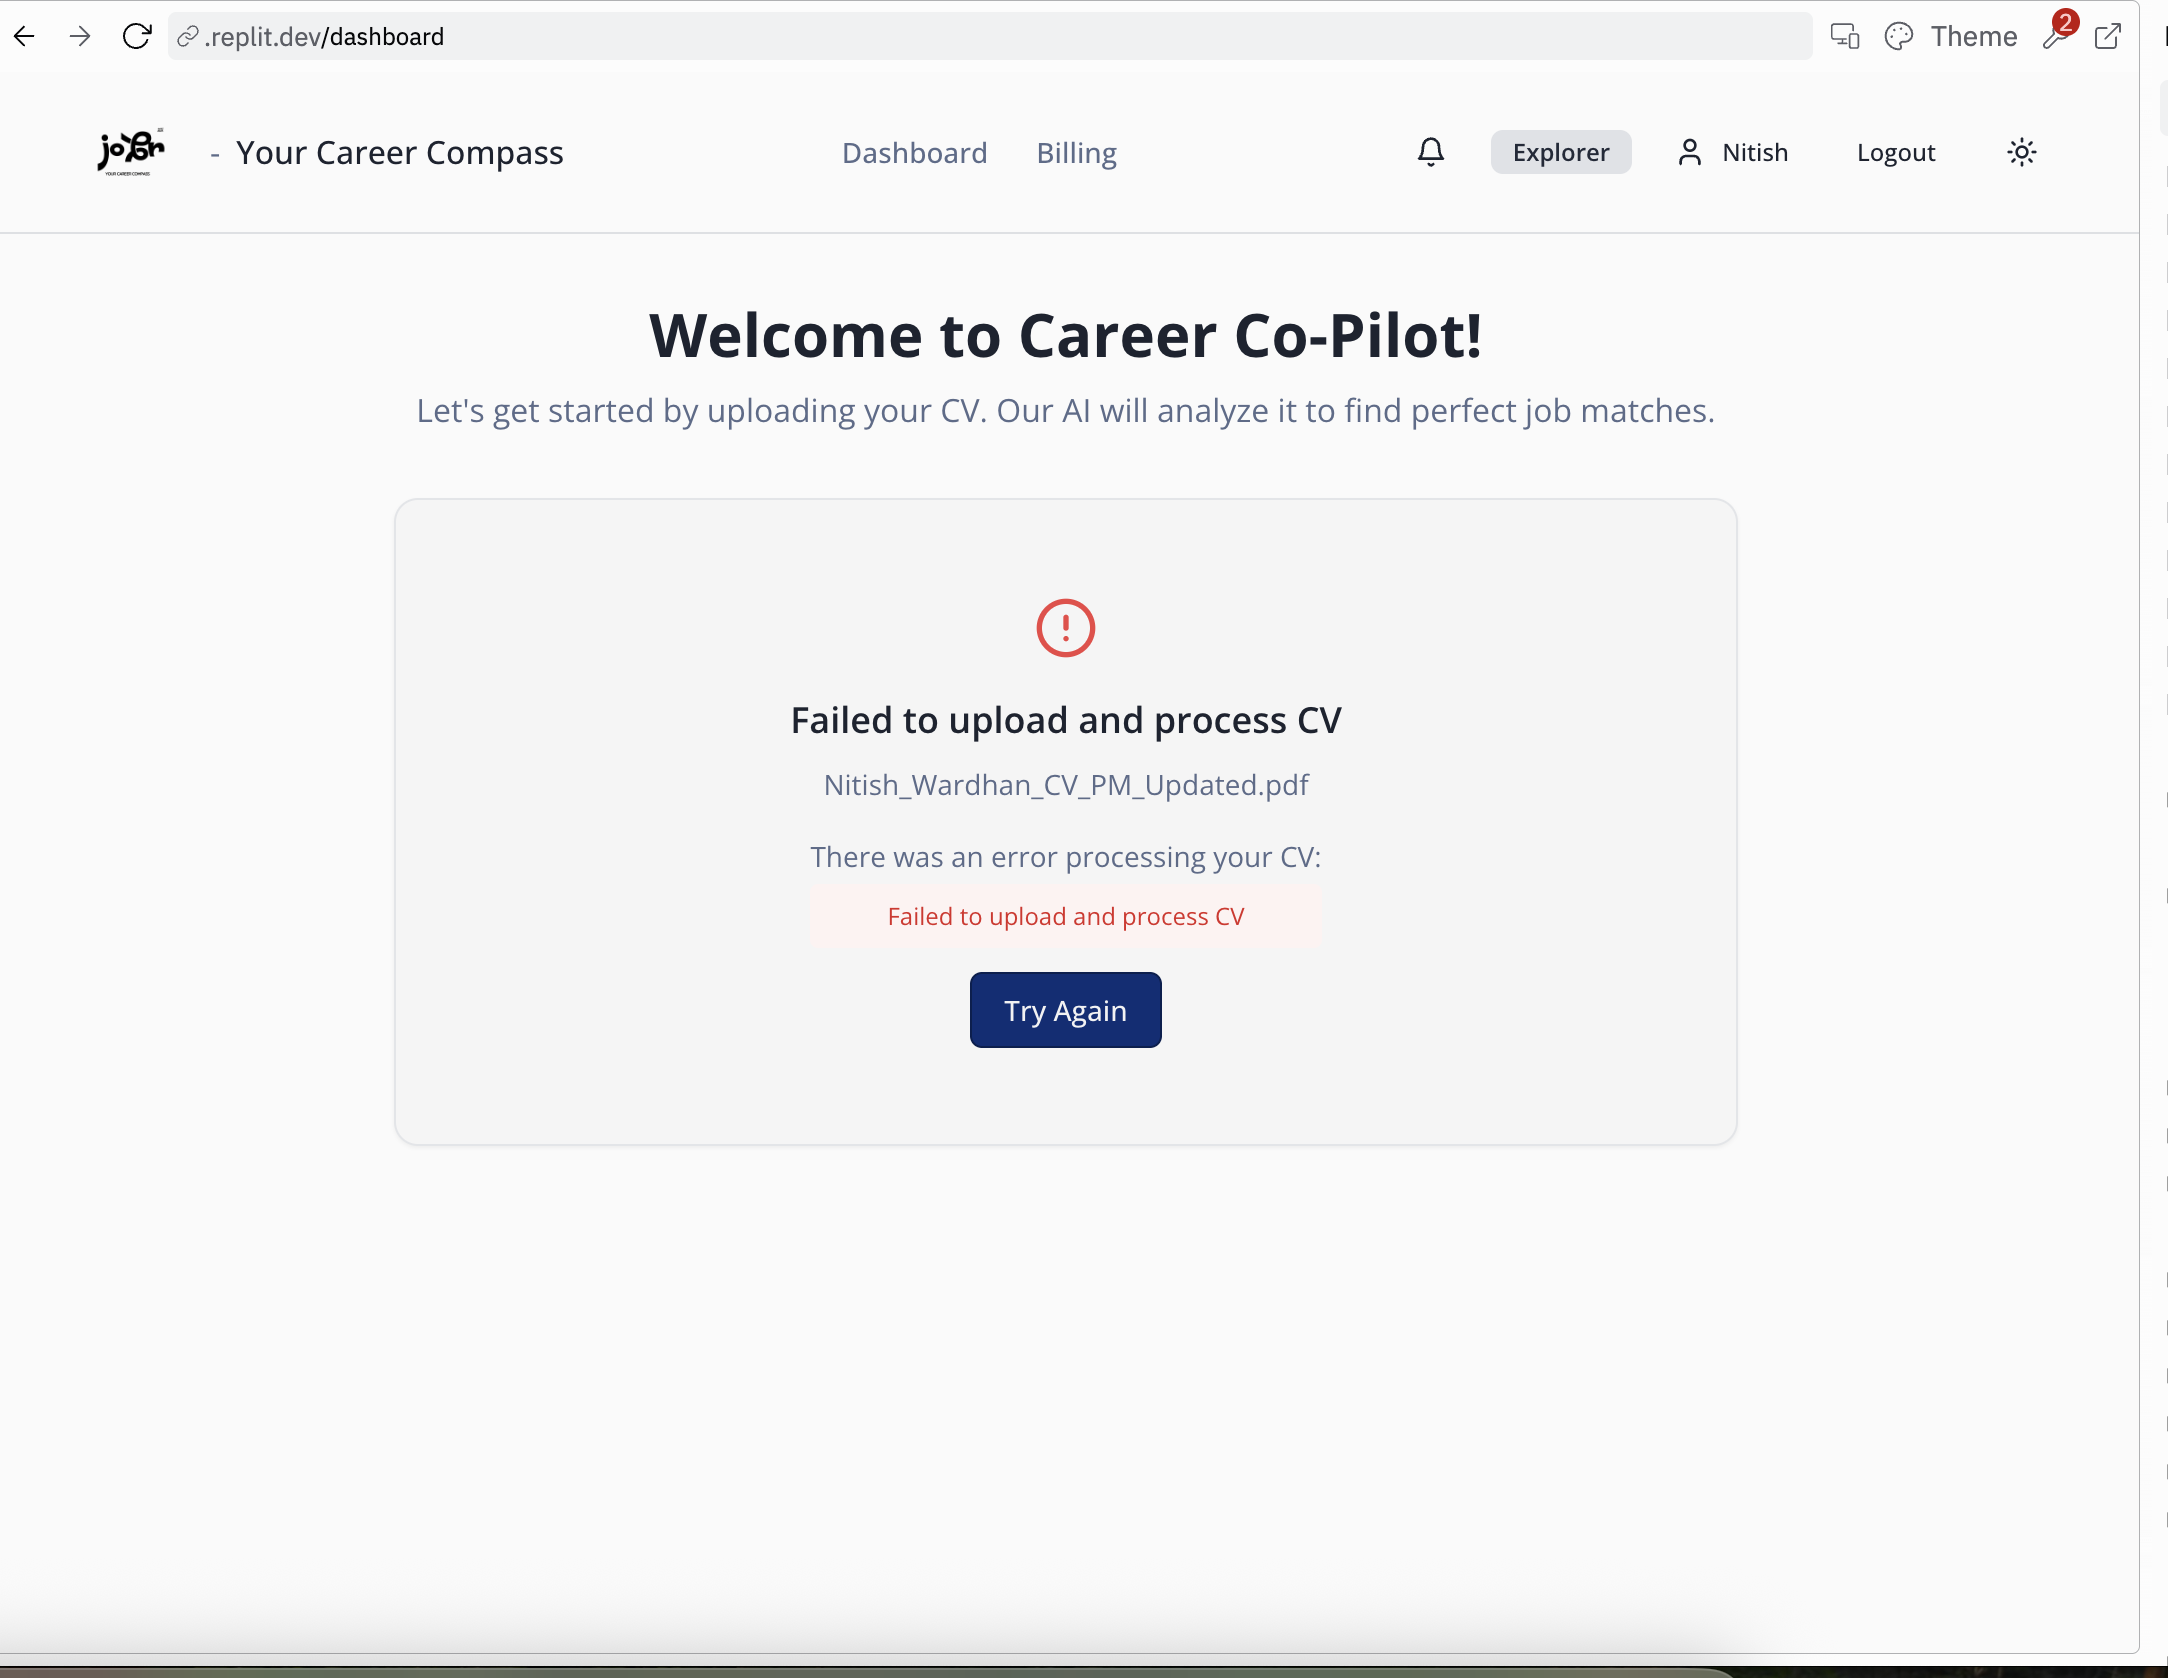 .replit.dev/dashboard
Theme
2
YOUR CAREER COMPASS
- Your Career Compass
Dashboard
Billing
Explorer
Nitish
Logout
Welcome to Career Co-Pilot!
Let's get started by uploading your CV. Our AI will analyze it to find perfect job matches.
Failed to upload and process CV
Nitish_Wardhan_CV_PM_Updated.pdf
There was an error processing your CV:
Failed to upload and process CV
Try Again